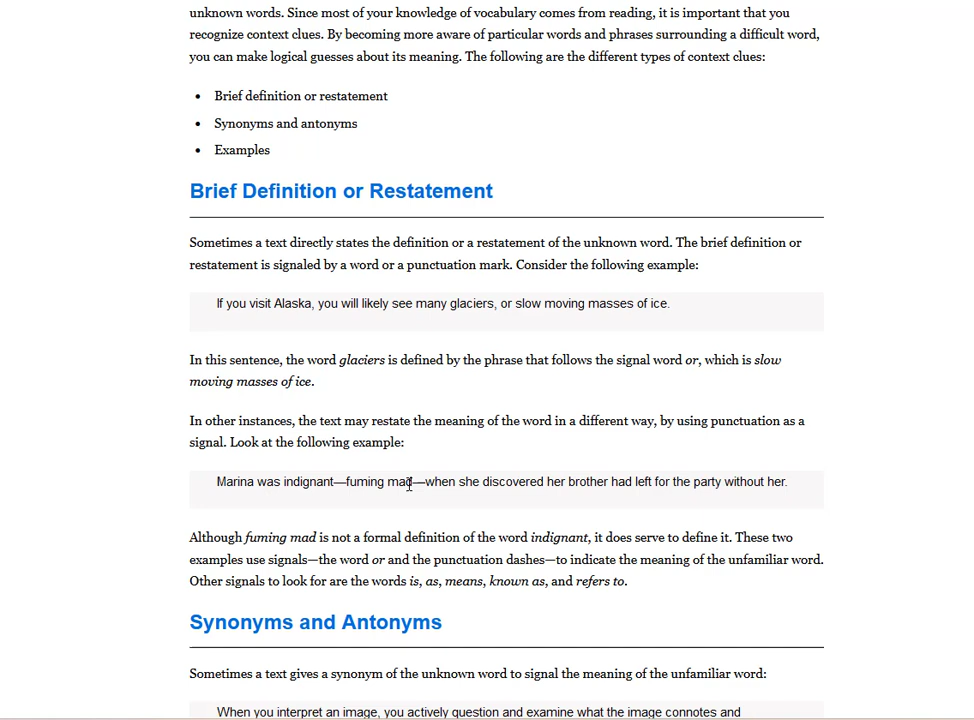 unknown words. Since most of your knowledge of vocabulary comes from reading, it is important that you
recognize context clues. By becoming more aware of particular words and phrases surrounding a difficult word,
you can make logical guesses about its meaning. The following are the different types of context clues:
• Brief definition or restatement
• Synonyms and antonyms
• Examples
Brief Definition or Restatement
Sometimes a text directly states the definition or a restatement of the unknown word. The brief definition or
restatement is signaled by a word or a punctuation mark. Consider the following example:
If you visit Alaska, you will likely see many glaciers, or slow moving masses of ice.
In this sentence, the word glaciers is defined by the phrase that follows the signal word or, which is slow
moving masses of ice.
In other instances, the text may restate the meaning of the word in a different way, by using punctuation as a
signal. Look at the following example:
Marina was indignant—fuming mad—when she discovered her brother had left for the party without her.
Although fuming mad is not a formal definition of the word indignant, it does serve to define it. These two
examples use signals—the word or and the punctuation dashes—to indicate the meaning of the unfamiliar word.
Other signals to look for are the words is, as, means, known as, and refers to.
Synonyms and Antonyms
Sometimes a text gives a synonym of the unknown word to signal the meaning of the unfamiliar word:
When you interpret an image, you actively question and examine what the image connotes and